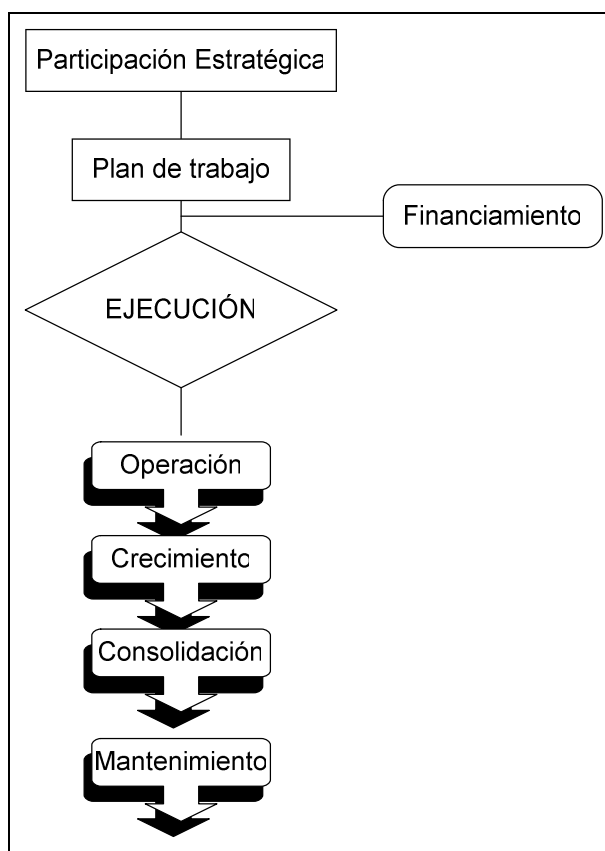 Participación Estratégica
Plan de trabajo
Financiamiento
EJECUCIÓN
Operación
Crecimiento
Consolidación
Mantenimiento